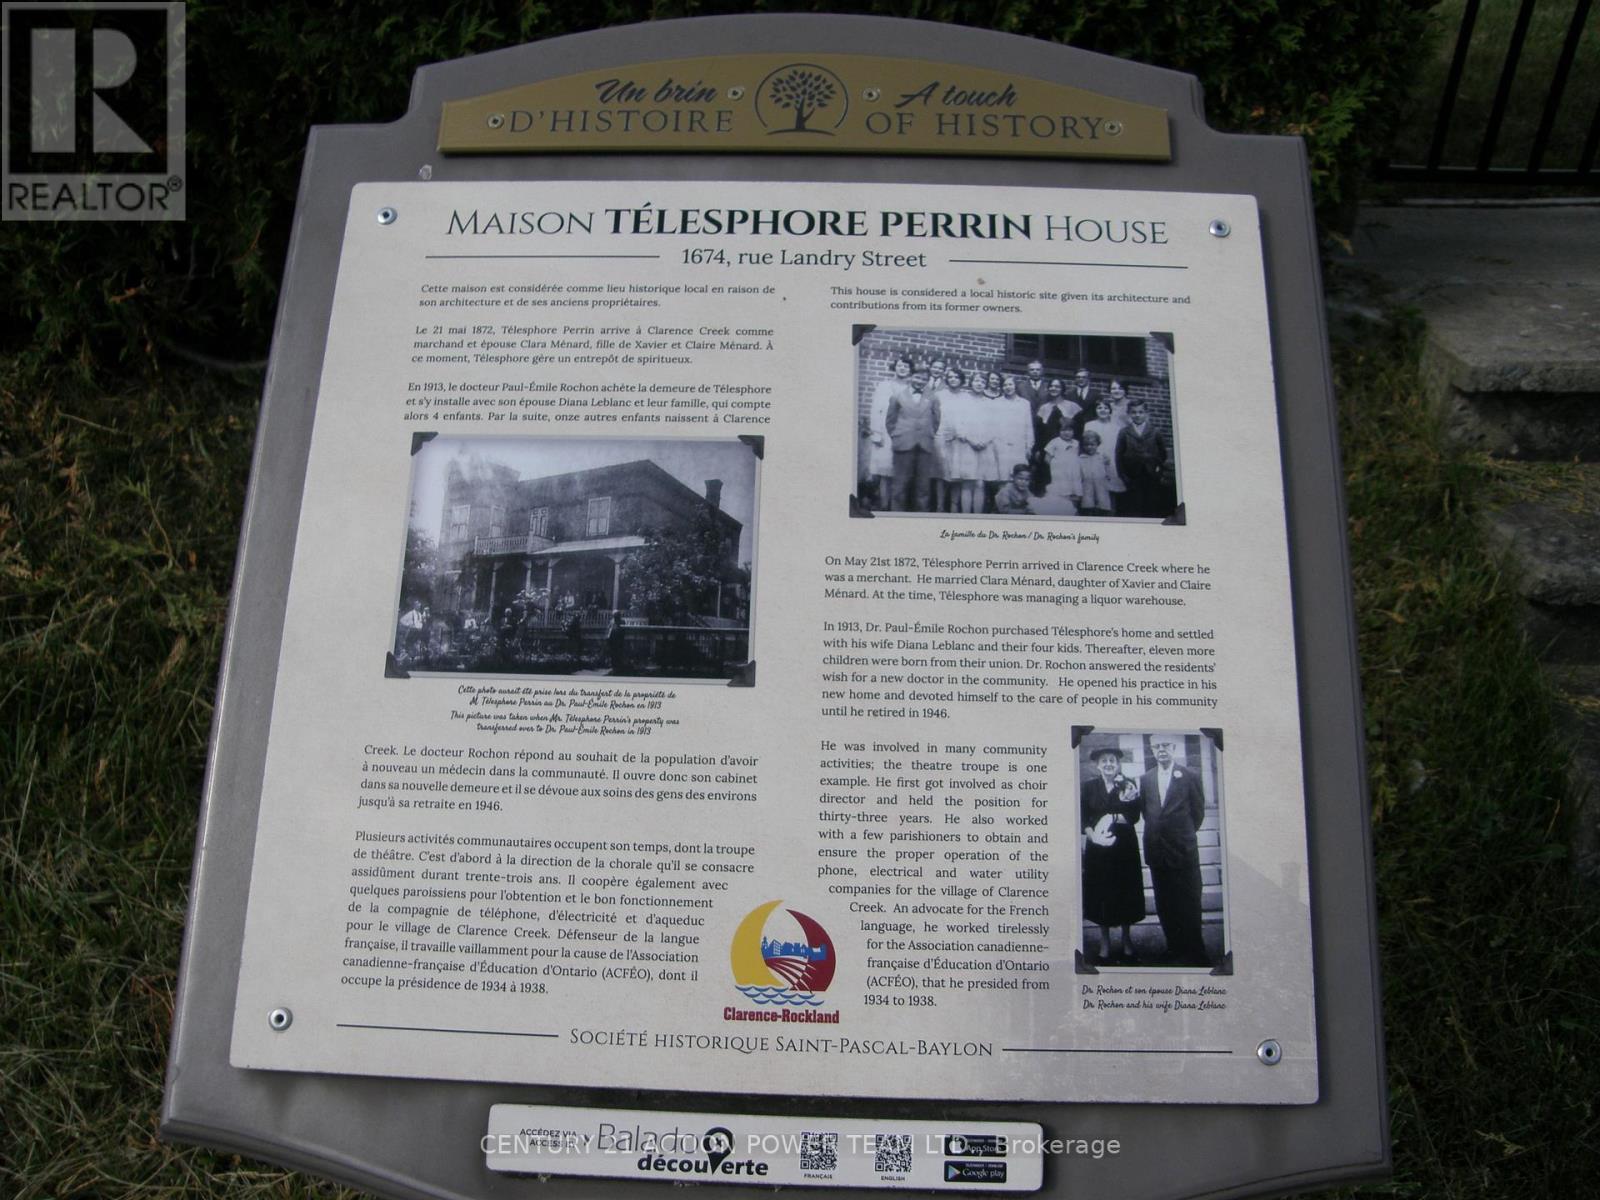 REALTOR®
Un brin
D'HISTOIRE
A touch
OF HISTORY
MAISON TÉLESPHORE PERRIN HOUSE
1674, rue Landry Street
Cette maison est considérée comme lieu historique local en raison de
son architecture et de ses anciens propriétaires.
Le 21 mai 1872, Télesphore Perrin arrive à Clarence Creek comme
marchand et épouse Clara Ménard, fille de Xavier et Claire Ménard. À
ce moment, Télesphore gère un entrepôt de spiritueux.
En 1913, le docteur Paul-Émile Rochon achète la demeure de Télesphore
et s'y installe avec son épouse Diana Leblanc et leur famille, qui compte
alors 4 enfants. Par la suite, onze autres enfants naissent à Clarence
Cette photo aurait été prise lors du transfert de la propriété de
M. Télesphore Perrin au Dr. Paul-Émile Rochon en 1913
This picture was taken when Mr. Télesphore Perrin's property was
transferred over to Dr. Paul-Émile Rochon in 1913
Creek. Le docteur Rochon répond au souhait de la population d'avoir
à nouveau un médecin dans la communauté. Il ouvre donc son cabinet
dans sa nouvelle demeure et il se dévoue aux soins des gens des environs
jusqu'à sa retraite en 1946.
Plusieurs activités communautaires occupent son temps, dont la troupe
de théâtre. C'est d'abord à la direction de la chorale qu'il se consacre
assidûment durant trente-trois ans. Il coopère également avec
quelques paroissiens pour l'obtention et le bon fonctionnement
de la compagnie de téléphone, d'électricité et d'aqueduc
pour le village de Clarence Creek. Défenseur de la langue
française, il travaille vaillamment pour la cause de l'Association
canadienne-française d'Éducation d'Ontario (ACFÉO), dont il
occupe la présidence de 1934 à 1938.
This house is considered a local historic site given its architecture and
contributions from its former owners.
La famille du Dr. Rochon / Dr. Rochon's family
On May 21st 1872, Télesphore Perrin arrived in Clarence Creek where he
was a merchant. He married Clara Ménard, daughter of Xavier and Claire
Ménard. At the time, Télesphore was managing a liquor warehouse.
In 1913, Dr. Paul-Émile Rochon purchased Télesphore's home and settled
with his wife Diana Leblanc and their four kids. Thereafter, eleven more
children were born from their union. Dr. Rochon answered the residents'
wish for a new doctor in the community. He opened his practice in his
new home and devoted himself to the care of people in his community
until he retired in 1946.
He was involved in many community
activities; the theatre troupe is one
example. He first got involved as choir
director and held the position for
thirty-three years. He also worked
with a few parishioners to obtain and
ensure the proper operation of the
phone, electrical and water utility
companies for the village of Clarence
Creek. An advocate for the French
language, he worked tirelessly
for the Association canadienne-
française d'Éducation d'Ontario
(ACFÉO), that he presided from
1934 to 1938.
Dr. Rochon et son épouse Diana Leblanc
Dr. Rochon and his wife Diana Leblanc
Clarence-Rockland
SOCIÉTÉ HISTORIQUE SAINT-PASCAL-BAYLON
ACCÉDEZ VIA
Balado
découverte
FRANÇAIS
ENGLISH
App Store
Google play
CENTURY 21 ACTION POWER TEAM LTD., Brokerage